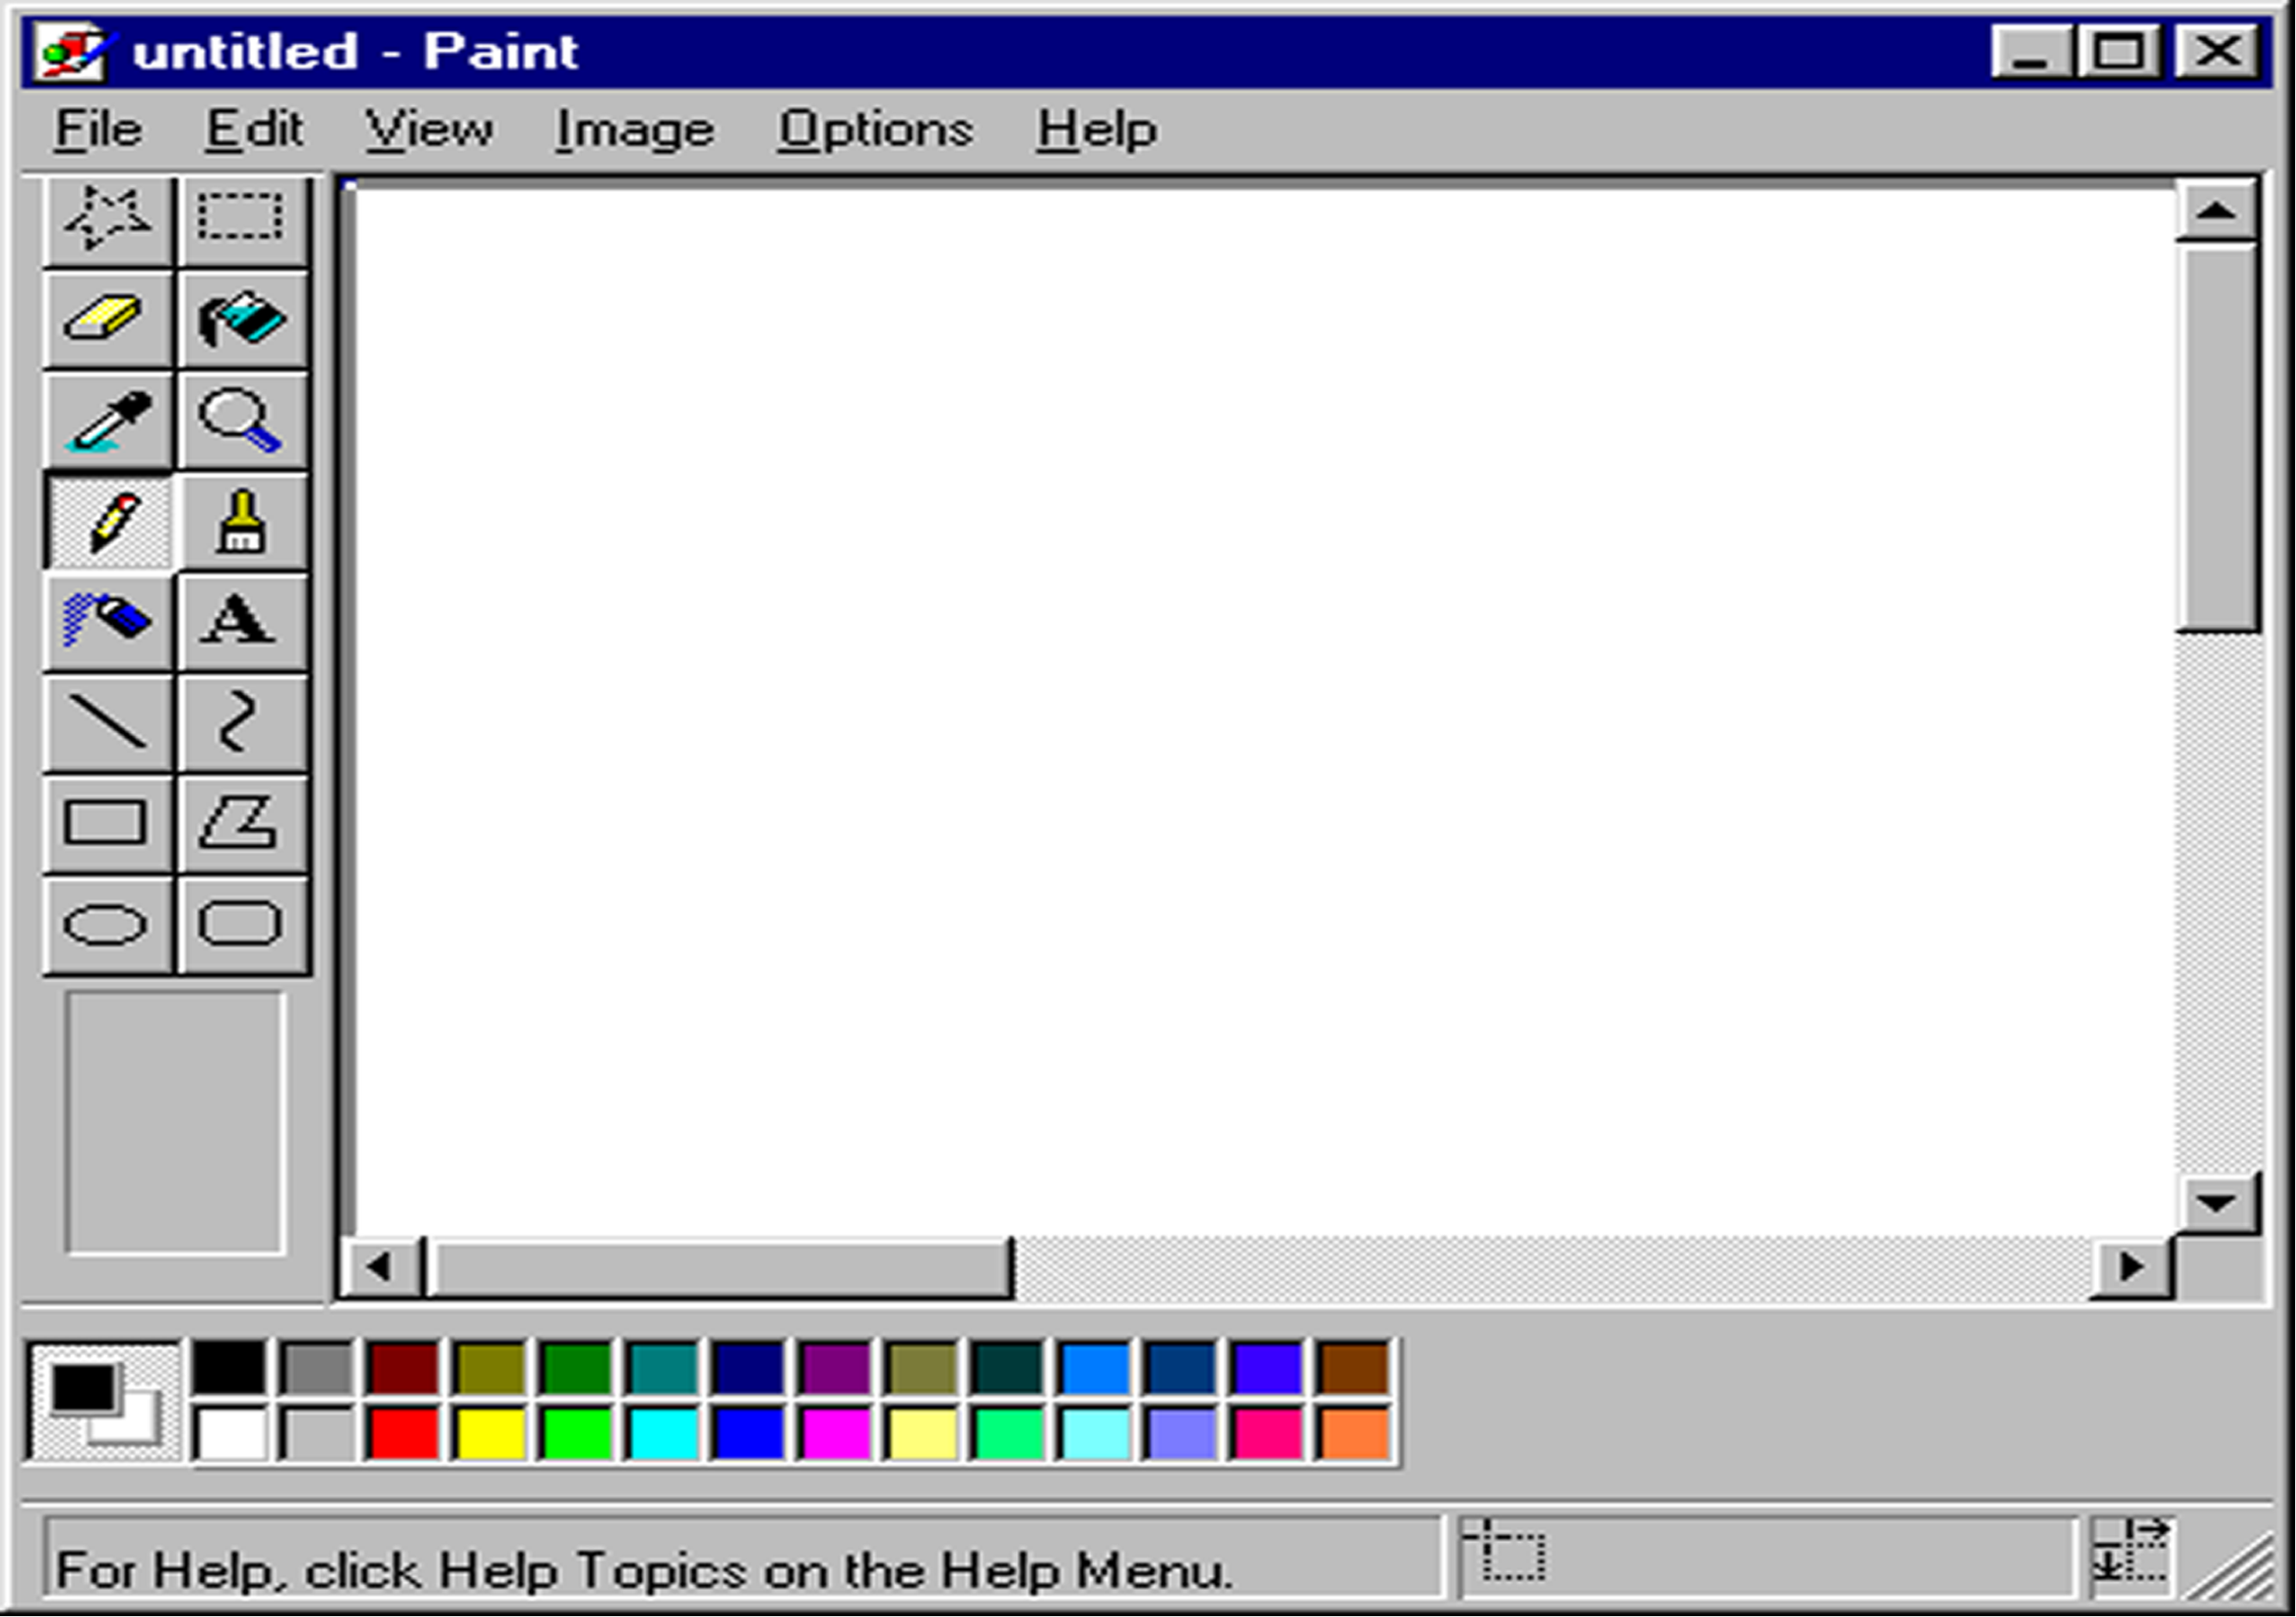 untitled - Paint
File Edit View Image Options Help
A
For Help, click Help Topics on the Help Menu.